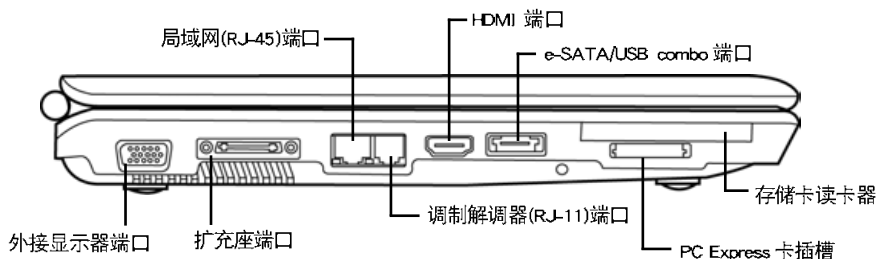 HDMI 端口
局域网(RJ-45)端口
e-SATA/USB combo 端口
存储卡读卡器
调制解调器(RJ-11)端口
外接显示器端口
扩充座端口
PC Express 卡插槽